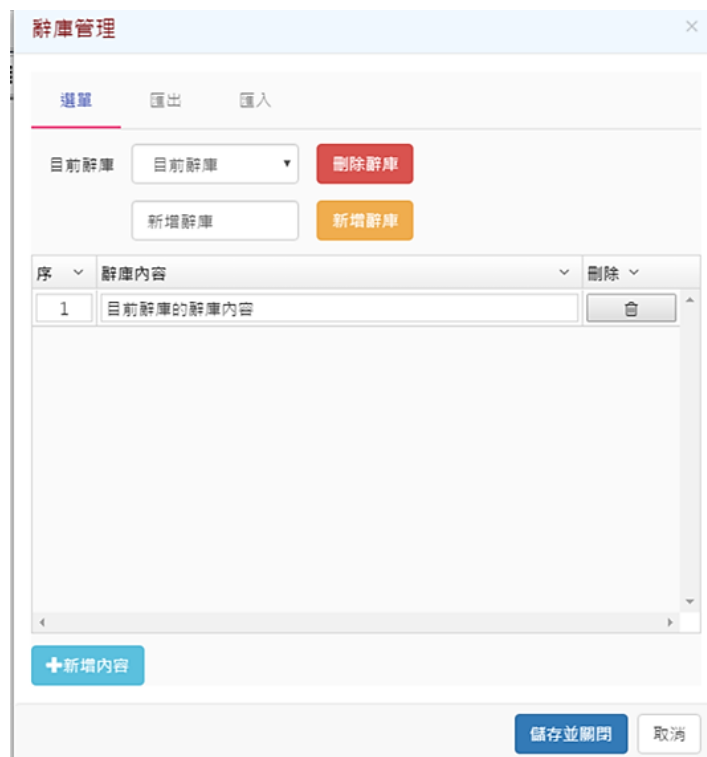 辭庫管理
選單 匯出 匯入
目前辭庫 目前辭庫 刪除辭庫
新增辭庫 新增辭庫
序 辭庫內容 刪除
1 目前辭庫的辭庫內容
新增內容
儲存並關閉 取消